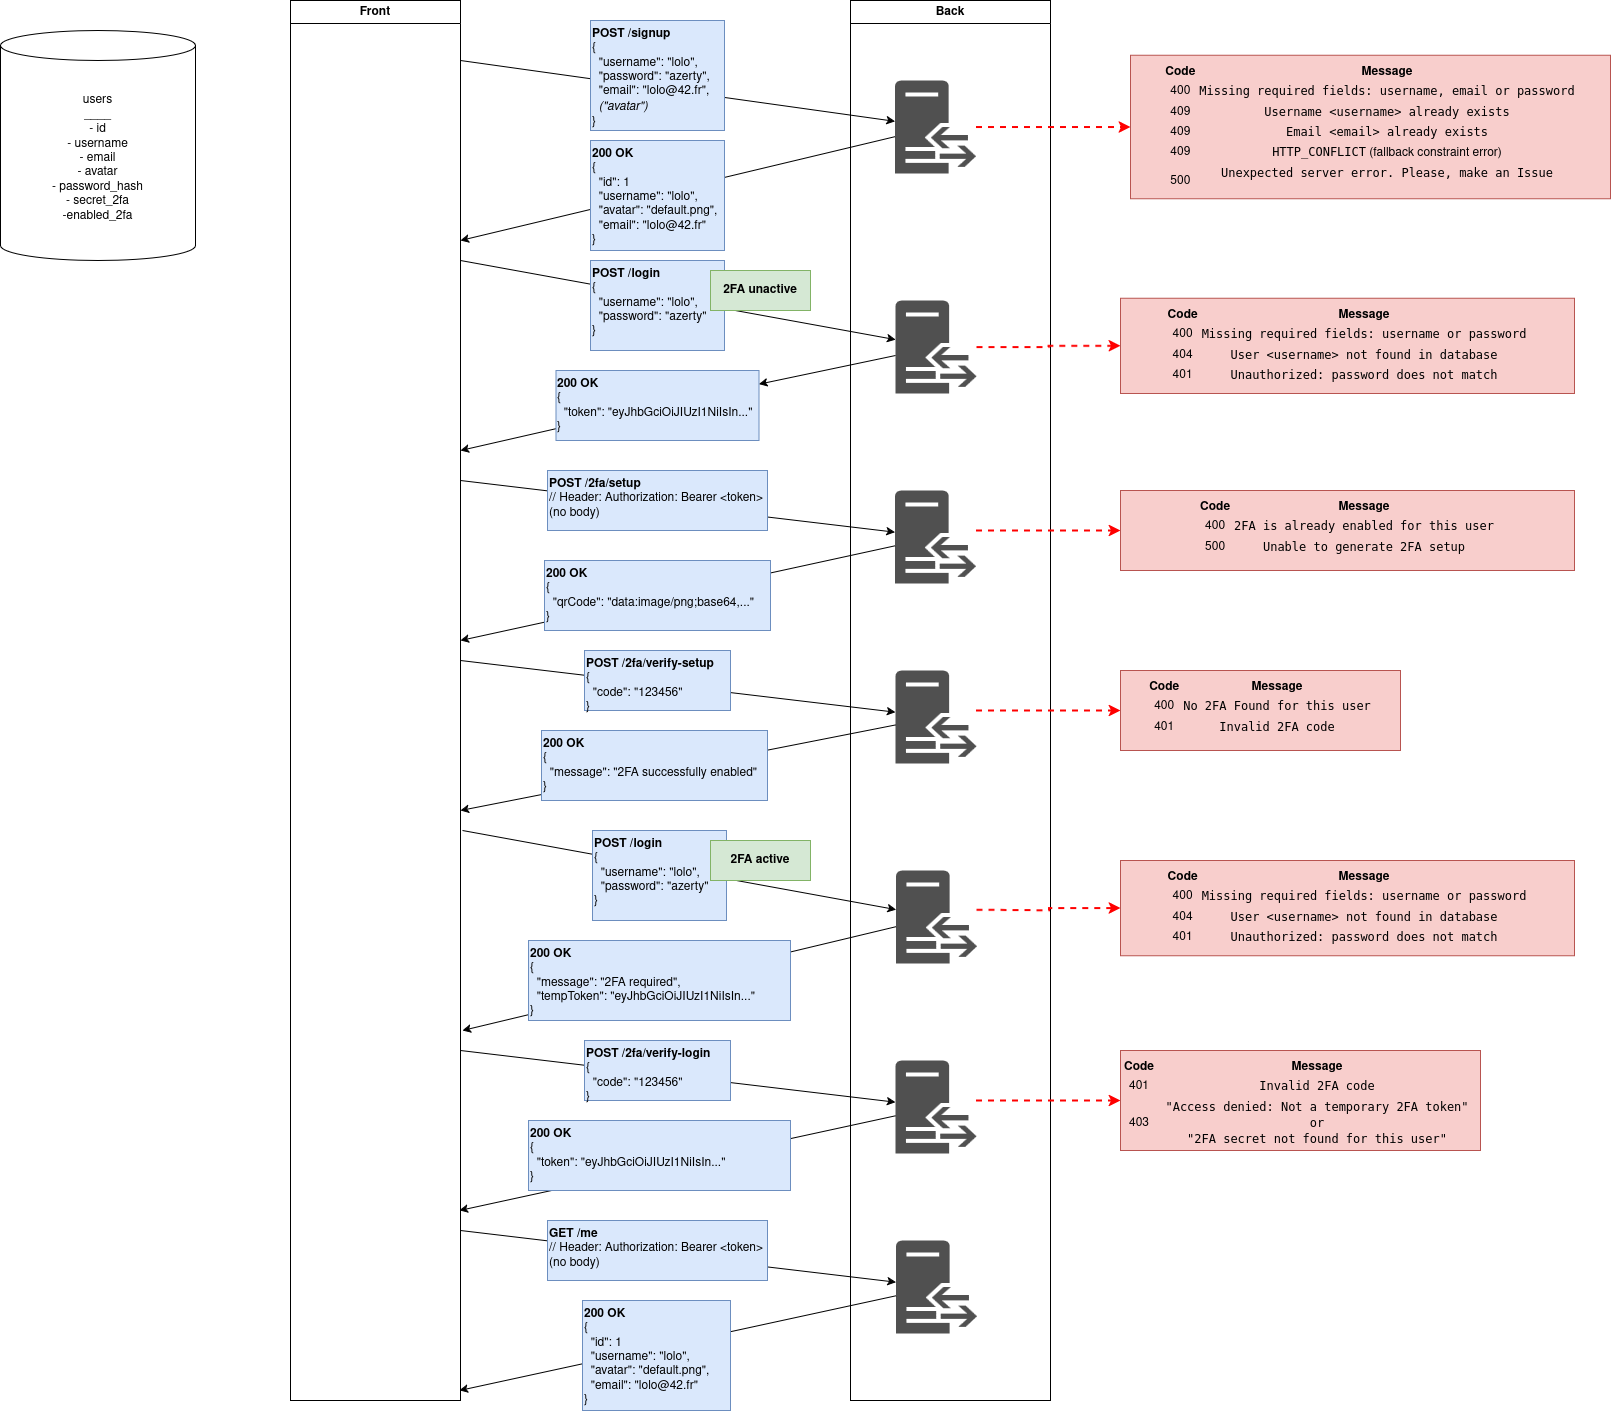 Front
Back
users
____
- id
- username
- email
- avatar
- password_hash
- secret_2fa
-enabled_2fa
POST /signup
{
"username": "lolo",
"password": "azerty",
"email": "lolo@42.fr",
("avatar")
}
Code Message
400 Missing required fields: username, email or password
409 Username <username> already exists
409 Email <email> already exists
409 HTTP_CONFLICT (fallback constraint error)
500 Unexpected server error. Please, make an Issue
200 OK
{
"id": 1
"username": "lolo",
"avatar": "default.png",
"email": "lolo@42.fr"
}
POST /login
{
"username": "lolo",
"password": "azerty"
}
2FA unactive
Code Message
400 Missing required fields: username or password
404 User <username> not found in database
401 Unauthorized: password does not match
200 OK
{
"token": "eyJhbGciOiJIUzI1NiIsIn..."
}
POST /2fa/setup
// Header: Authorization: Bearer <token>
(no body)
Code Message
400 2FA is already enabled for this user
500 Unable to generate 2FA setup
200 OK
{
"qrCode": "data:image/png;base64,..."
}
POST /2fa/verify-setup
{
"code": "123456"
}
Code Message
400 No 2FA Found for this user
401 Invalid 2FA code
200 OK
{
"message": "2FA successfully enabled"
}
POST /login
{
"username": "lolo",
"password": "azerty"
}
2FA active
Code Message
400 Missing required fields: username or password
404 User <username> not found in database
401 Unauthorized: password does not match
200 OK
{
"message": "2FA required",
"tempToken": "eyJhbGciOiJIUzI1NiIsIn..."
}
POST /2fa/verify-login
{
"code": "123456"
}
Code Message
401 Invalid 2FA code
403 "Access denied: Not a temporary 2FA token"
or
"2FA secret not found for this user"
200 OK
{
"token": "eyJhbGciOiJIUzI1NiIsIn..."
}
GET /me
// Header: Authorization: Bearer <token>
(no body)
200 OK
{
"id": 1
"username": "lolo",
"avatar": "default.png",
"email": "lolo@42.fr"
}